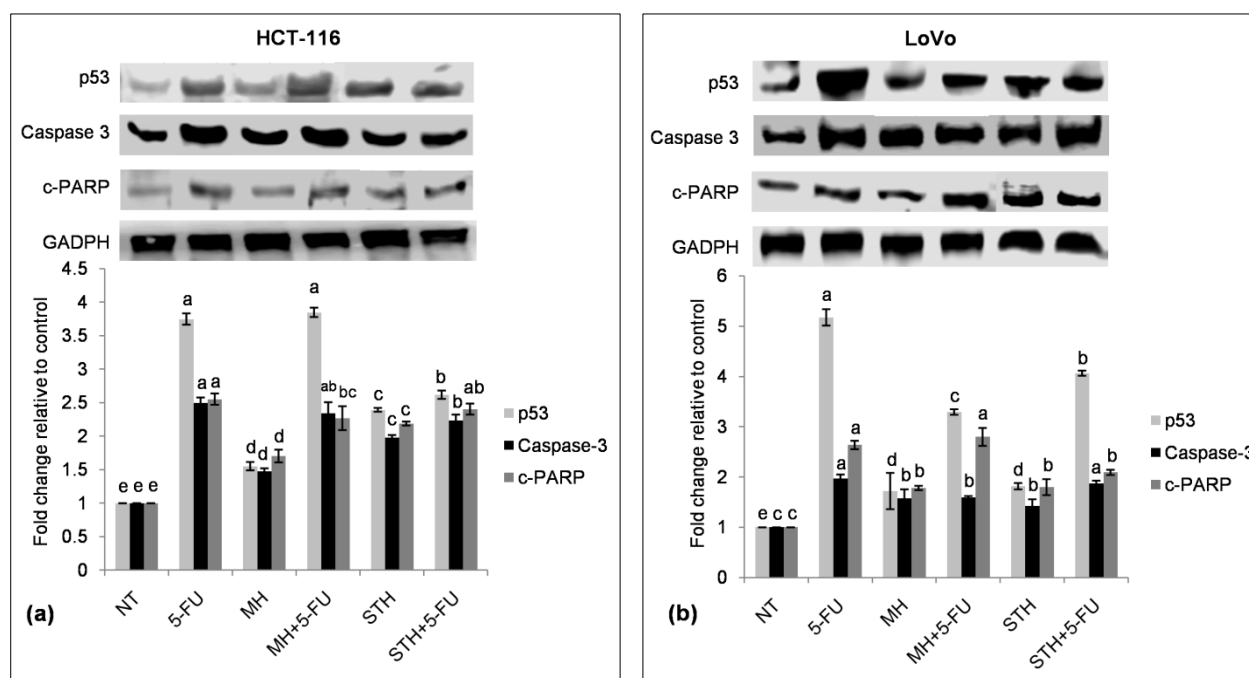 HCT-116
p53
Caspase 3
c-PARP
GADPH
Fold change relative to control
4.5
4
3.5
3
2.5
2
1.5
1
0.5
0
e e e
a
a a
d d d
a
ab bc
c
c c
b
b ab
NT
5-FU
MH
MH+5-FU
STH
STH+5-FU
p53
Caspase-3
c-PARP
(a)
LoVo
p53
Caspase 3
c-PARP
GADPH
Fold change relative to control
6
5
4
3
2
1
0
e c c
a
a a
d b b
c
b a
d b b
b
a b
NT
5-FU
MH
MH+5-FU
STH
STH+5-FU
p53
Caspase-3
c-PARP
(b)